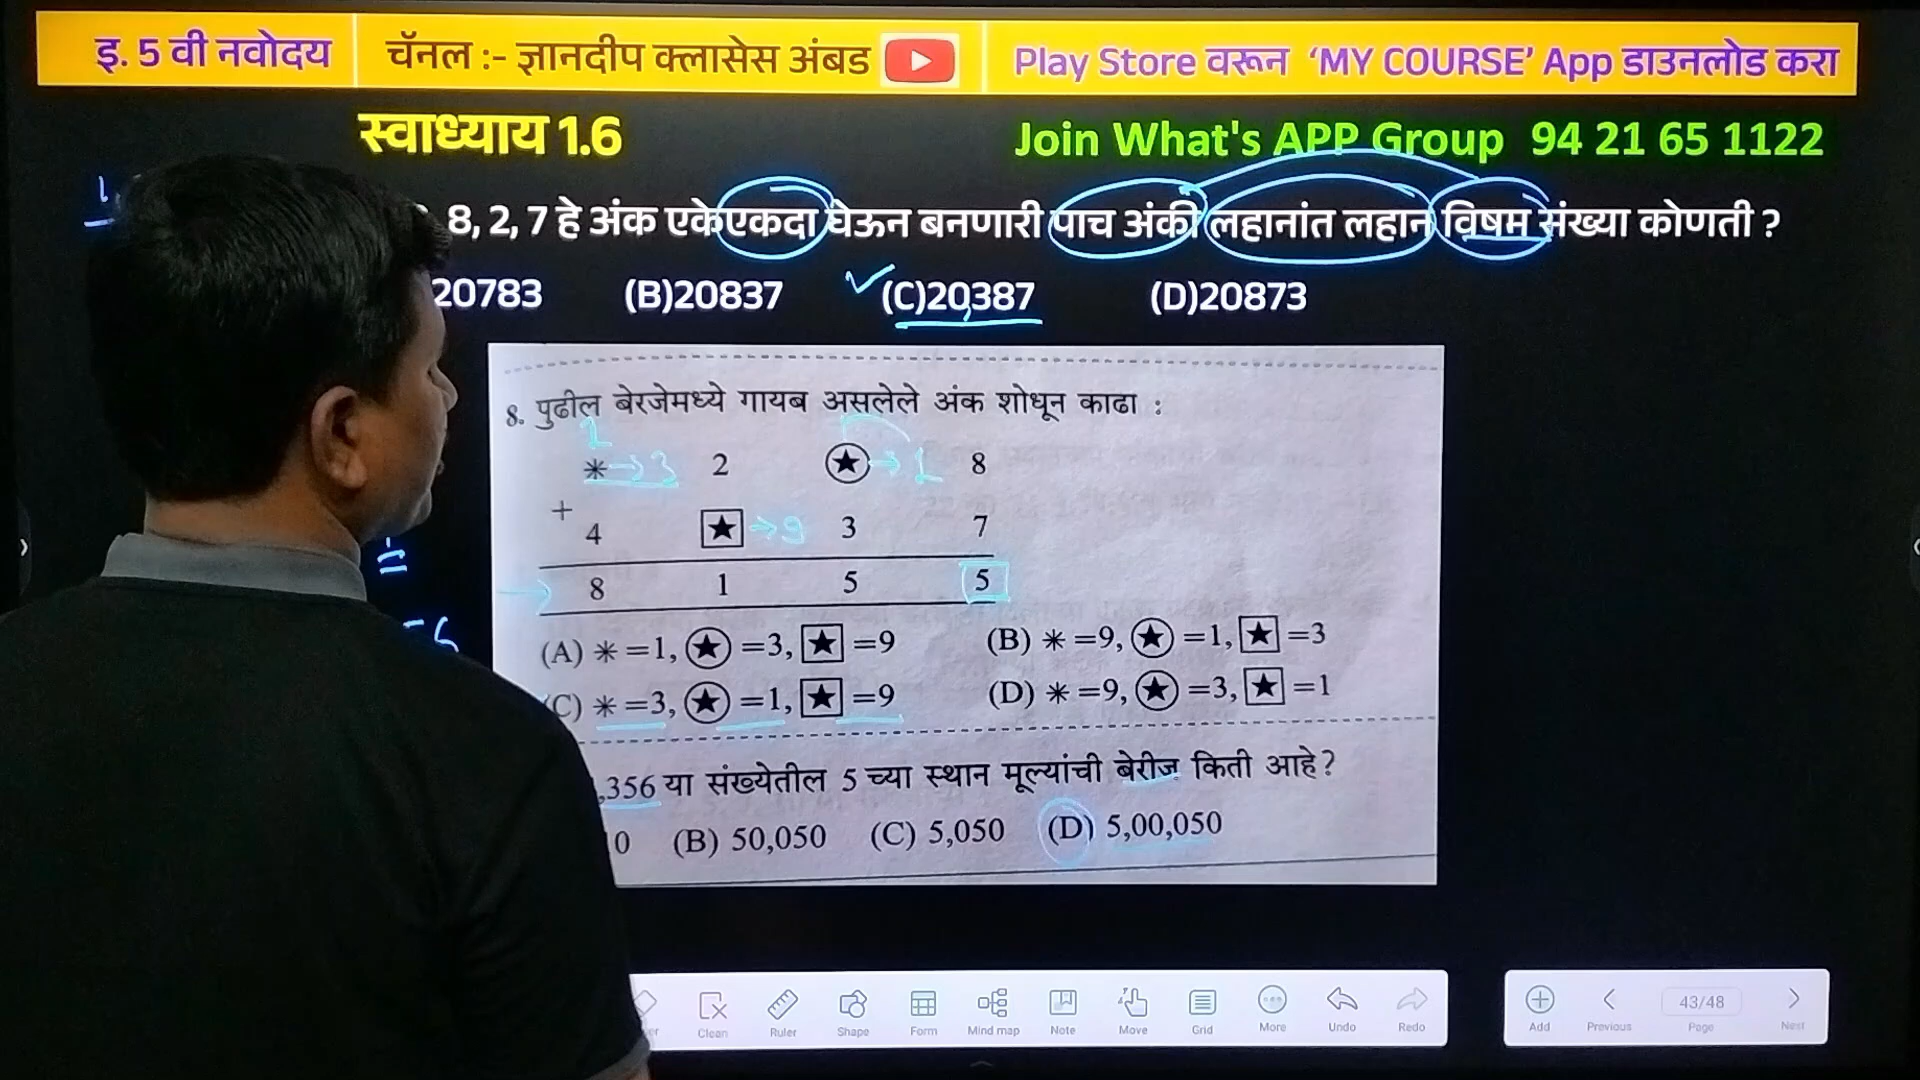 इ. 5 वी नवोदय
चॅनल :- ज्ञानदीप क्लासेस अंबड
Play Store वरून ‘MY COURSE’ App डाउनलोड करा
स्वाध्याय 1.6
Join What's APP Group 94 21 65 1122
8, 2, 7 हे अंक एकेएकदा घेऊन बनणारी पाच अंकी लहानांत लहान विषम संख्या कोणती ?
20783 (B)20837 (C)20387 (D)20873
8. पुढील बेरजेमध्ये गायब असलेले अंक शोधून काढा :
* → 3 2 ★ → 1 8
+ 4 ★ → 9 3 7
→ 8 1 5 5
(A) * =1, ★ =3, ★ =9 (B) * =9, ★ =1, ★ =3
(C) * =3, ★ =1, ★ =9 (D) * =9, ★ =3, ★ =1
,356 या संख्येतील 5 च्या स्थान मूल्यांची बेरीज किती आहे?
0 (B) 50,050 (C) 5,050 (D) 5,00,050
Clean Ruler Shape Form Mind map Note Move Grid More Undo Redo
Add Previous 43/48 Page Next